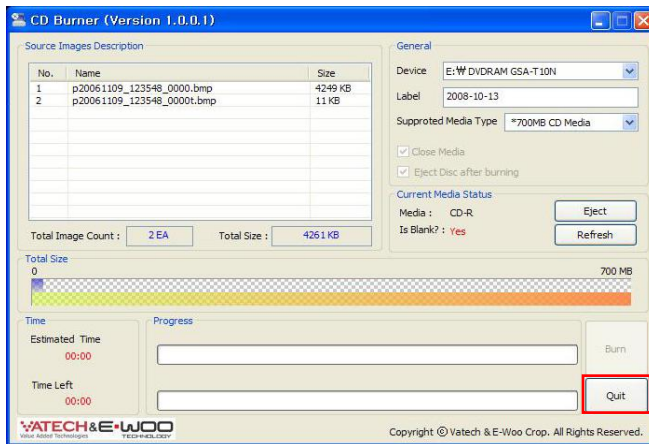 CD Burner (Version 1.0.0.1)
Source Images Description
No. Name Size
1 p20061109_123548_0000.bmp 4249 KB
2 p20061109_123548_0000t.bmp 11 KB
Total Image Count : 2 EA Total Size : 4261 KB
General
Device E:₩ DVDRAM GSA-T10N
Label 2008-10-13
Supproted Media Type *700MB CD Media
Close Media
Eject Disc after burning
Current Media Status
Media : CD-R Eject
Is Blank? : Yes Refresh
Total Size
0 700 MB
Time
Estimated Time
00:00
Time Left
00:00
Progress
Burn
Quit
VATECH&E-WOO
Value Added Technologies TECHNOLOGY
Copyright © Vatech & E-Woo Crop. All Rights Reserved.